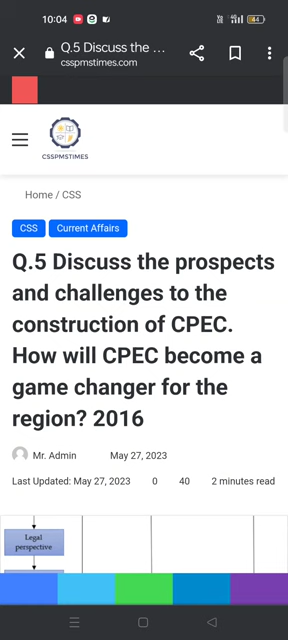 10:04
44
Q.5 Discuss the ...
csspmstimes.com
CSSPMSTIMES
Home / CSS
CSS
Current Affairs
Q.5 Discuss the prospects
and challenges to the
construction of CPEC.
How will CPEC become a
game changer for the
region? 2016
Mr. Admin
May 27, 2023
Last Updated: May 27, 2023
0
40
2 minutes read
Legal
perspective